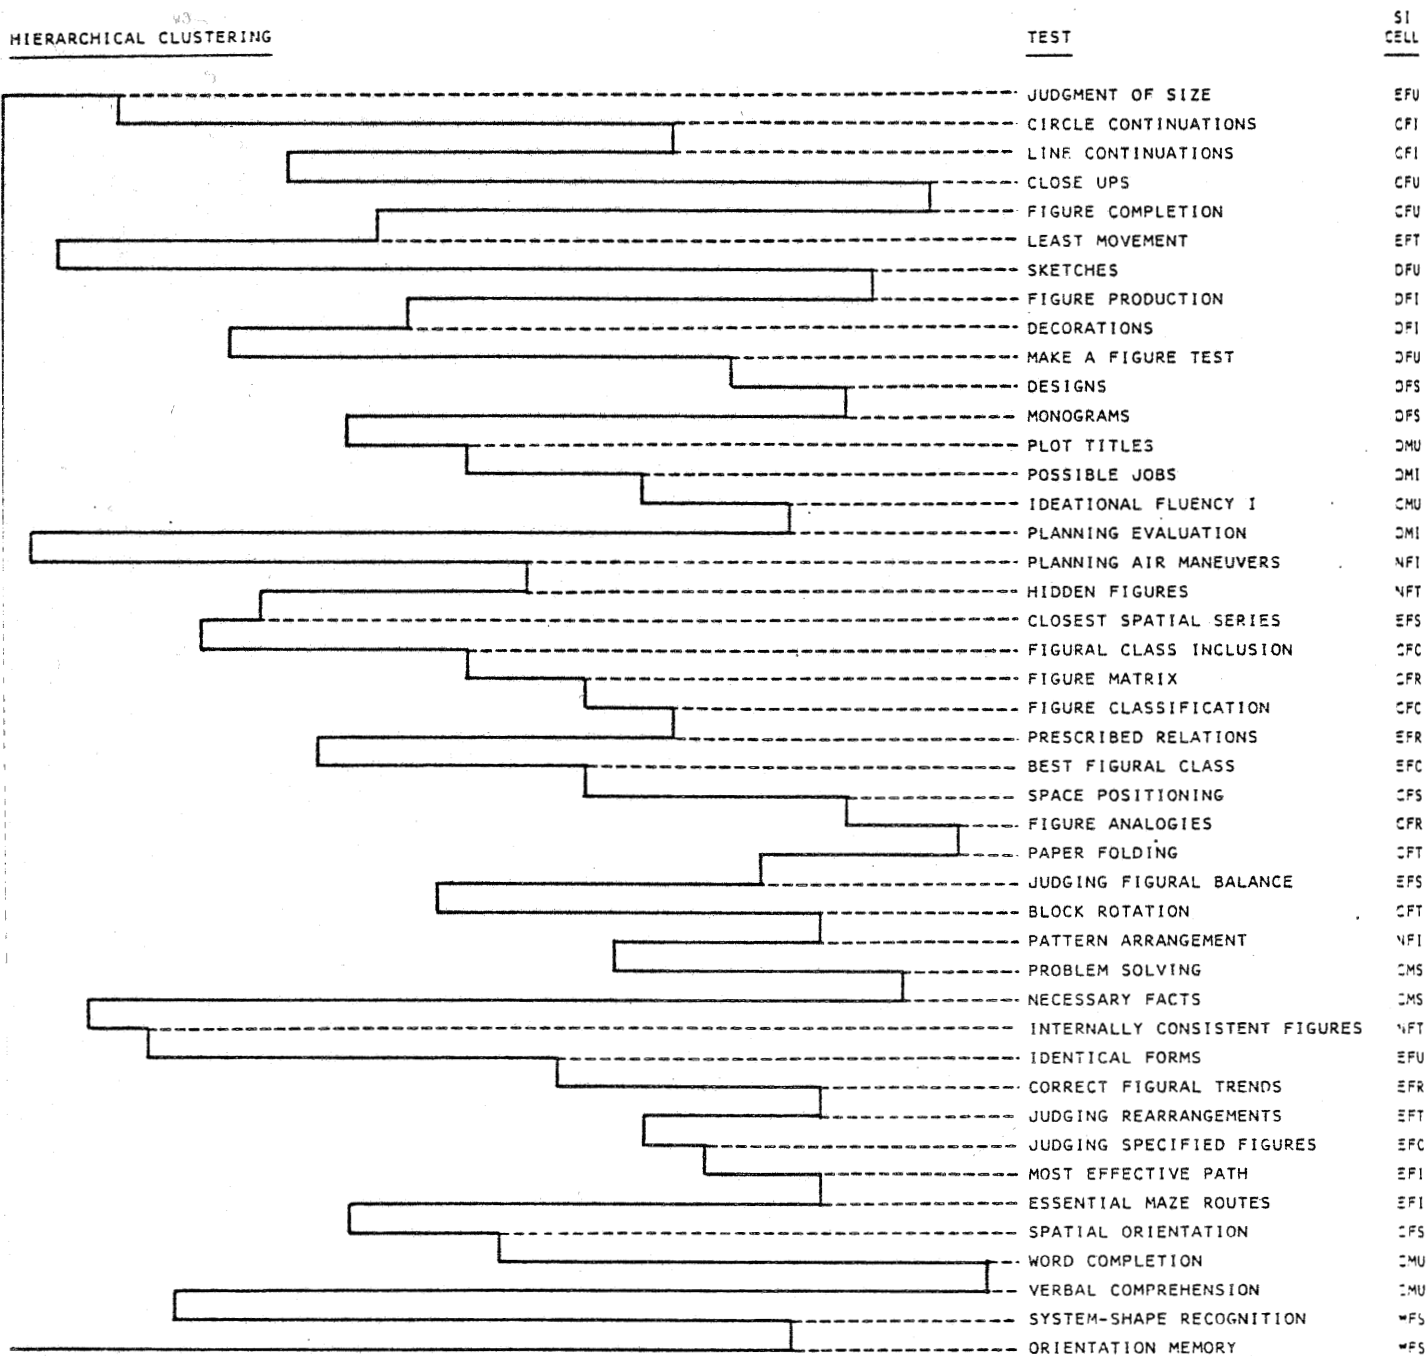 SI
HIERARCHICAL CLUSTERING TEST CELL
JUDGMENT OF SIZE EFU
CIRCLE CONTINUATIONS CFI
LINE CONTINUATIONS CFI
CLOSE UPS CFU
FIGURE COMPLETION CFU
LEAST MOVEMENT EFT
SKETCHES DFU
FIGURE PRODUCTION DFI
DECORATIONS DFI
MAKE A FIGURE TEST DFU
DESIGNS DFS
MONOGRAMS DFS
PLOT TITLES DMU
POSSIBLE JOBS DMI
IDEATIONAL FLUENCY I
PLANNING EVALUATION DMI
PLANNING AIR MANEUVERS NFI
HIDDEN FIGURES NFT
CLOSEST SPATIAL SERIES EFS
FIGURAL CLASS INCLUSION CFC
FIGURE MATRIX CFR
FIGURE CLASSIFICATION CFC
PRESCRIBED RELATIONS EFR
BEST FIGURAL CLASS EFC
SPACE POSITIONING CFS
FIGURE ANALOGIES CFR
PAPER FOLDING CFT
JUDGING FIGURAL BALANCE EFS
BLOCK ROTATION CFT
PATTERN ARRANGEMENT NFI
PROBLEM SOLVING CMS
NECESSARY FACTS CMS
INTERNALLY CONSISTENT FIGURES NFT
IDENTICAL FORMS EFU
CORRECT FIGURAL TRENDS EFR
JUDGING REARRANGEMENTS EFT
JUDGING SPECIFIED FIGURES EFC
MOST EFFECTIVE PATH EFI
ESSENTIAL MAZE ROUTES EFI
SPATIAL ORIENTATION CFS
WORD COMPLETION CMU
VERBAL COMPREHENSION CMU
SYSTEM-SHAPE RECOGNITION MFS
ORIENTATION MEMORY MFS